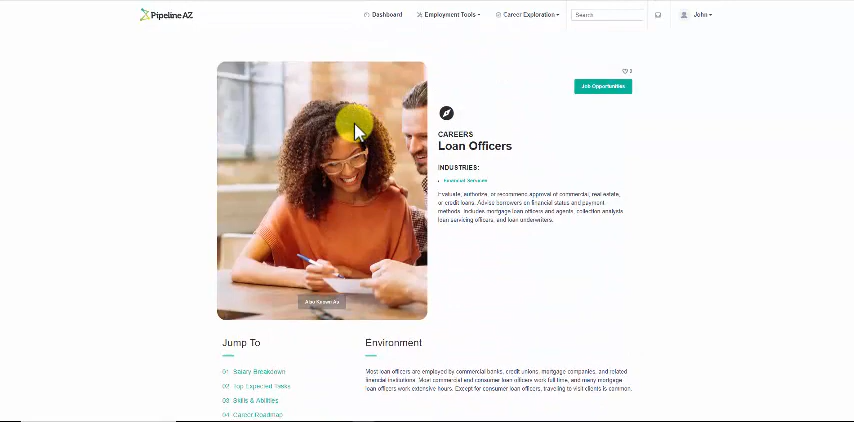 Pipeline AZ
Dashboard
Employment Tools
Career Exploration
Search
John
Job Opportunities
CAREERS
Loan Officers
INDUSTRIES:
Financial Services
Evaluate, authorize, or recommend approval of commercial, real estate,
or credit loans. Advise borrowers on financial status and payment
methods. Includes mortgage loan officers and agents, collection analysts
loan servicing officers, and loan underwriters.
Also Known As
Jump To
01 Salary Breakdown
02 Top Expected Tasks
03 Skills & Abilities
04 Career Roadmap
Environment
Most loan officers are employed by commercial banks, credit unions, mortgage companies, and related
financial institutions. Most commercial and consumer loan officers work full time, and many mortgage
loan officers work extensive hours. Except for consumer loan officers, traveling to visit clients is common.